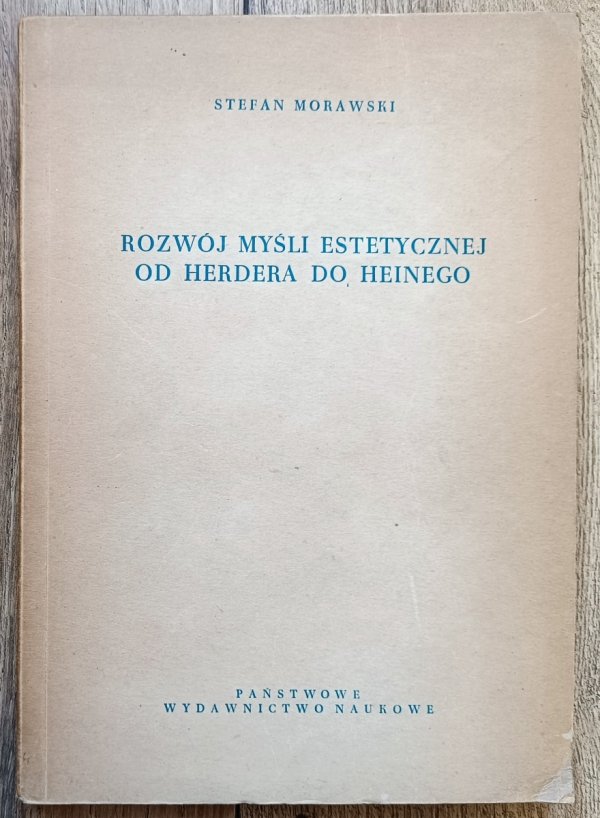 STEFAN MORAWSKI
ROZWÓJ MYŚLI ESTETYCZNEJ
OD HERDERA DO HEINEGO
PAŃSTWOWE
WYDAWNICTWO NAUKOWE